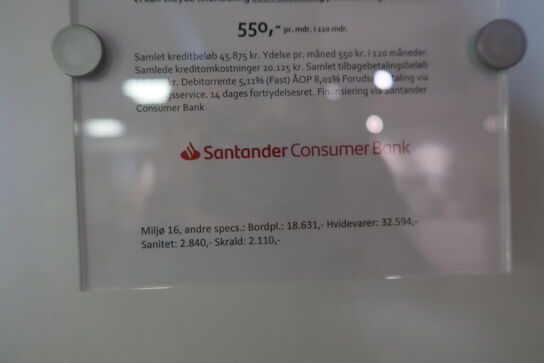 550,- pr. mdr. i 120 mdr.
Samlet kreditbeløb 45.875 kr. Ydelse pr. måned 550 kr. i 120 måneder.
Samlede kreditomkostninger 20.125 kr. Samlet tilbagebetalingsbeløb
kr. Debitorrente 5,11% (Fast) ÅOP 8,01%
14 dages fortrydelsesret. Finansiering via Santander
Consumer Bank
Santander Consumer Bank
Miljø 16, andre specs.: Bordpl.: 18.631,- Hvidevarer: 32.594,-
Sanitet: 2.840,- Skrald: 2.110,-